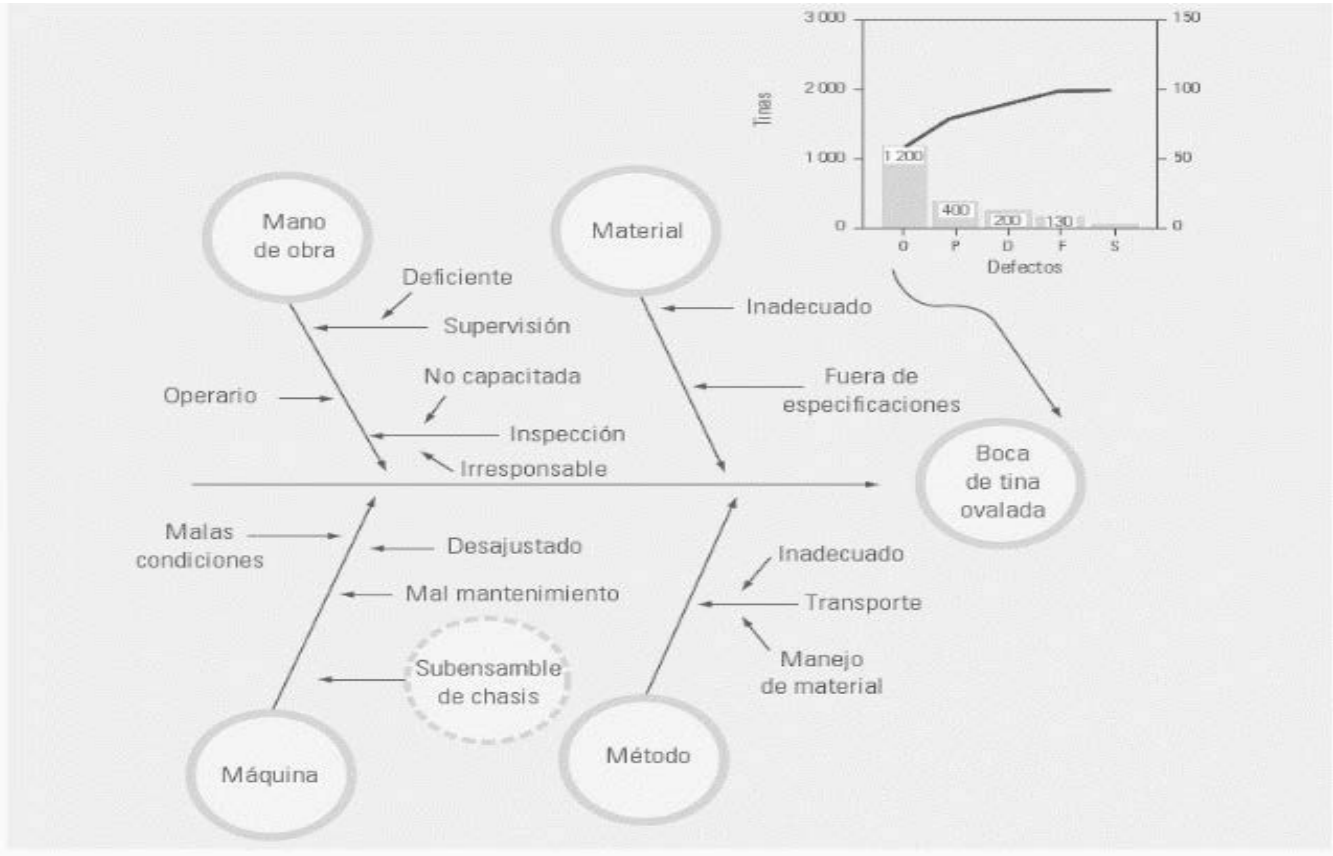 3 000
2 000
1 000
0
Tinas
150
100
50
0
1 200
400
200
130
O
P
D
F
S
Defectos
Mano
de obra
Material
Deficiente
Supervisión
Inadecuado
No capacitada
Operario
Fuera de
especificaciones
Inspección
Irresponsable
Boca
de tina
ovalada
Malas
condiciones
Desajustado
Mal mantenimiento
Inadecuado
Transporte
Subensamble
de chasis
Manejo
de material
Máquina
Método